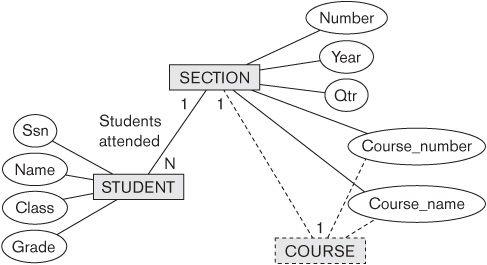 Number
Year
Qtr
SECTION
1
1
Students
attended
N
Ssn
Name
Class
Grade
STUDENT
Course_number
Course_name
1
COURSE